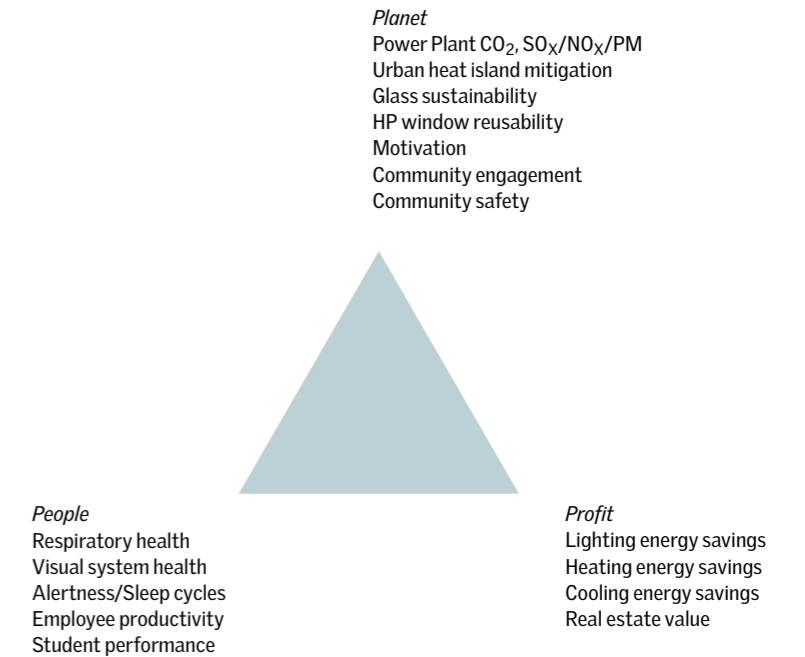 Planet
Power Plant CO₂, SOₓ/NOₓ/PM
Urban heat island mitigation
Glass sustainability
HP window reusability
Motivation
Community engagement
Community safety
People
Respiratory health
Visual system health
Alertness/Sleep cycles
Employee productivity
Student performance
Profit
Lighting energy savings
Heating energy savings
Cooling energy savings
Real estate value